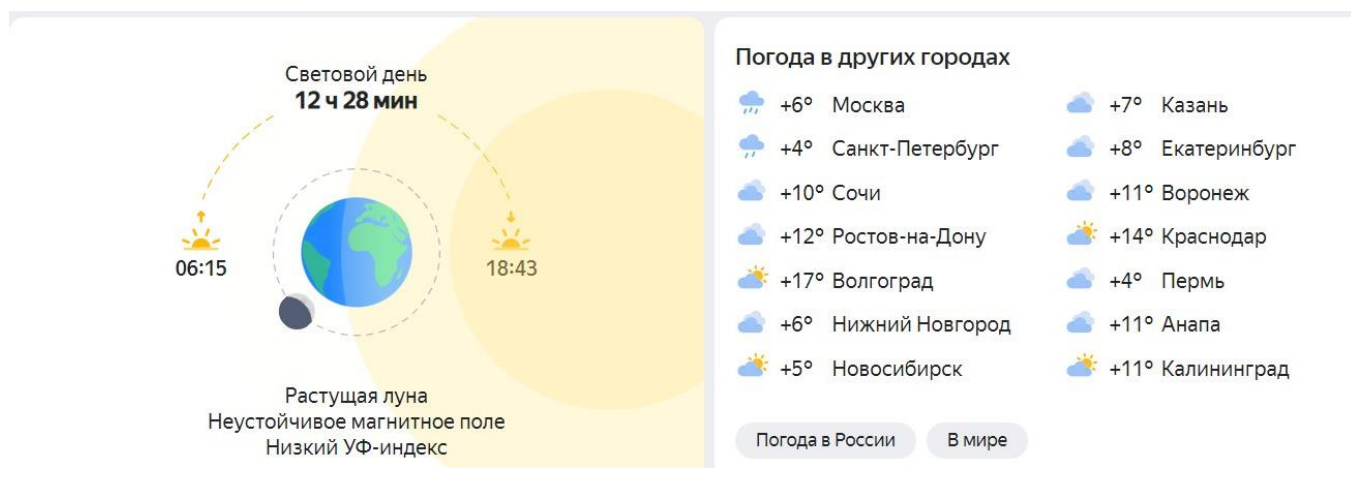 Световой день
12 ч 28 мин
06:15
18:43
Растущая луна
Неустойчивое магнитное поле
Низкий УФ-индекс
Погода в других городах
+6° Москва
+4° Санкт-Петербург
+10° Сочи
+12° Ростов-на-Дону
+17° Волгоград
+6° Нижний Новгород
+5° Новосибирск
+7° Казань
+8° Екатеринбург
+11° Воронеж
+14° Краснодар
+4° Пермь
+11° Анапа
+11° Калининград
Погода в России
В мире